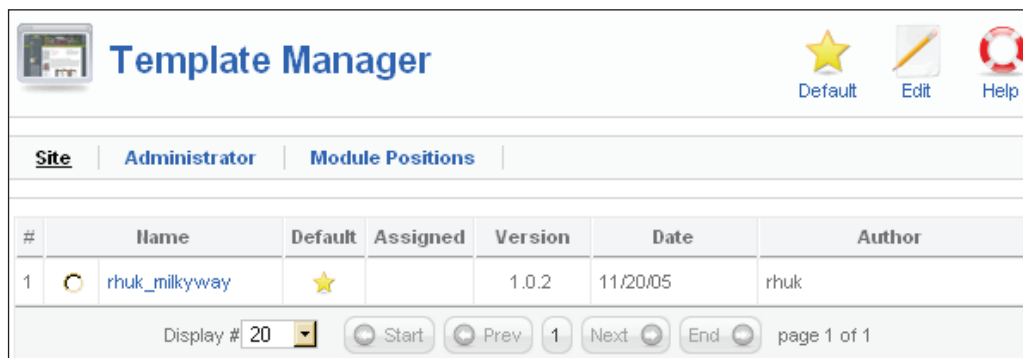 Template Manager
Default Edit Help
Site Administrator Module Positions
# Name Default Assigned Version Date Author
1 rhuk_milkyway 1.0.2 11/20/05 rhuk
Display # 20 Start Prev 1 Next End page 1 of 1